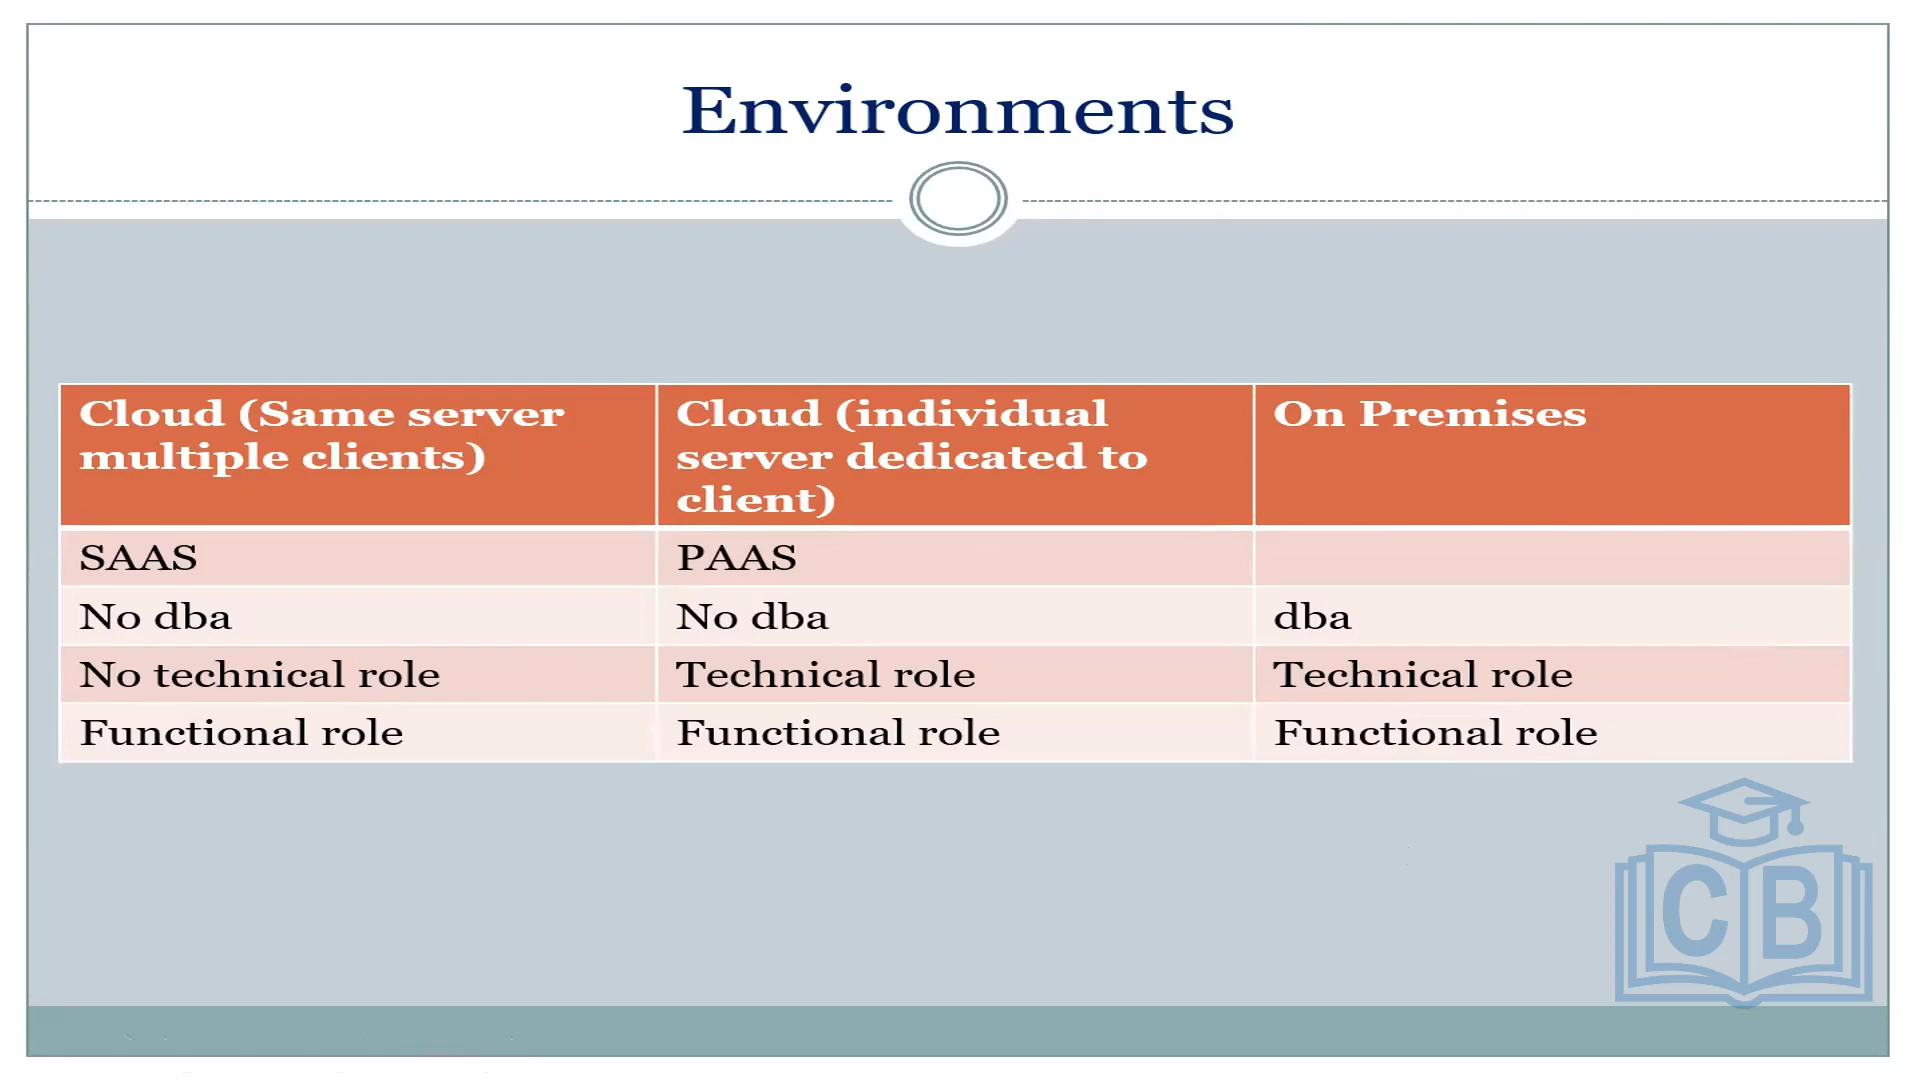 Environments
Cloud (Same server
multiple clients)
Cloud (individual
server dedicated to
client)
On Premises
SAAS
PAAS
No dba
No dba
dba
No technical role
Technical role
Technical role
Functional role
Functional role
Functional role
CB